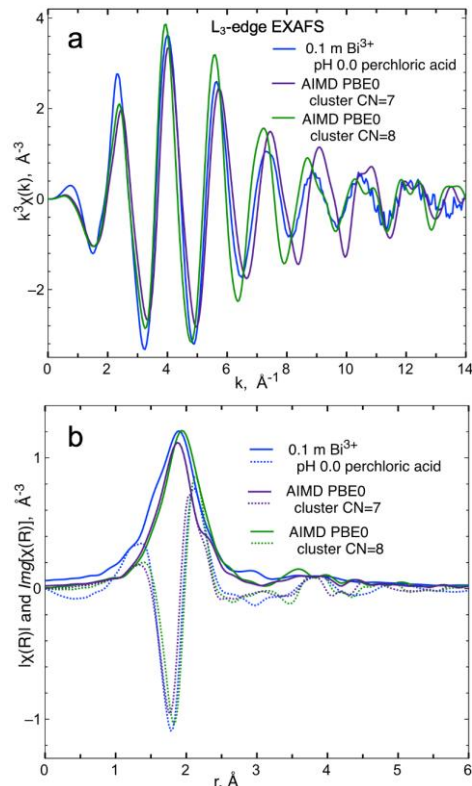 a
L₃-edge EXAFS
0.1 m Bi³⁺
pH 0.0 perchloric acid
AIMD PBE0
cluster CN=7
AIMD PBE0
cluster CN=8
k³χ(k), Å⁻³
4
2
0
−2
0 2 4 6 8 10 12 14
k, Å⁻¹
b
0.1 m Bi³⁺
pH 0.0 perchloric acid
AIMD PBE0
cluster CN=7
AIMD PBE0
cluster CN=8
|χ(R)| and Img[χ(R)], Å⁻³
1
0
−1
0 1 2 3 4 5 6
r, Å